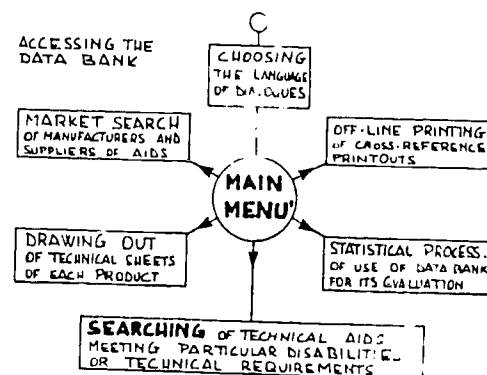 ACCESSING THE
DATA BANK
CHOOSING
THE LANGUAGE
OF DIALOGUES
MARKET SEARCH
OF MANUFACTURERS AND
SUPPLIERS OF AIDS
OFF-LINE PRINTING
OF CROSS-REFERENCE
PRINTOUTS
MAIN
MENU'
DRAWING OUT
OF TECHNICAL SHEETS
OF EACH PRODUCT
STATISTICAL PROCESS.
OF USE OF DATA BANK
FOR ITS EVALUATION
SEARCHING OF TECHNICAL AIDS
MEETING PARTICULAR DISABILITIE
OR TECHNICAL REQUIREMENTS